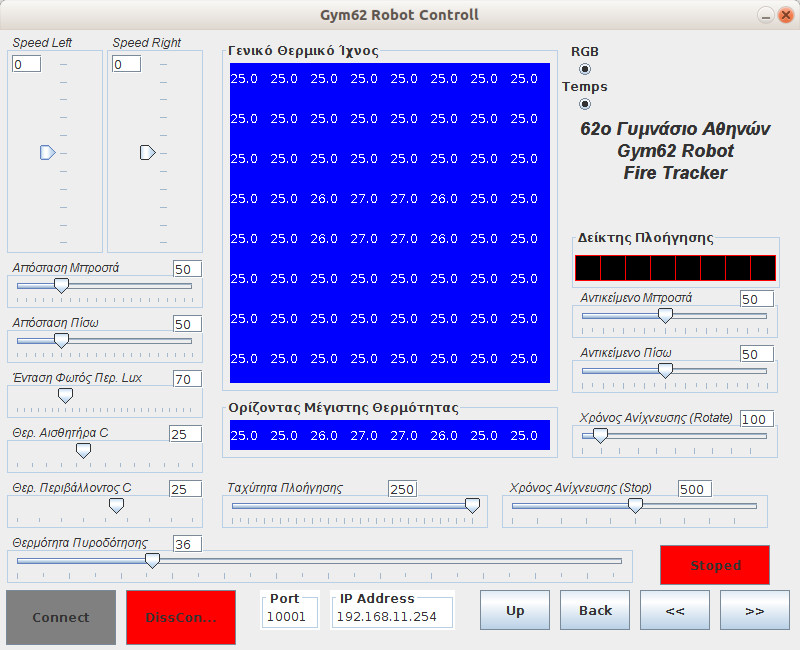 Gym62 Robot Controll
Speed Left
0
Speed Right
0
Γενικό Θερμικό Ίχνος
25.0 25.0 25.0 25.0 25.0 25.0 25.0 25.0
25.0 25.0 25.0 25.0 25.0 25.0 25.0 25.0
25.0 25.0 25.0 25.0 25.0 25.0 25.0 25.0
25.0 25.0 26.0 27.0 27.0 26.0 25.0 25.0
25.0 25.0 26.0 27.0 27.0 26.0 25.0 25.0
25.0 25.0 25.0 25.0 25.0 25.0 25.0 25.0
25.0 25.0 25.0 25.0 25.0 25.0 25.0 25.0
25.0 25.0 25.0 25.0 25.0 25.0 25.0 25.0
RGB
Temps
62ο Γυμνάσιο Αθηνών
Gym62 Robot
Fire Tracker
Απόσταση Μπροστά 50
Απόσταση Πίσω 50
Ένταση Φωτός Περ. Lux 70
Θερ. Αισθητήρα C 25
Θερ. Περιβάλλοντος C 25
Ορίζοντας Μέγιστης Θερμότητας
25.0 25.0 26.0 27.0 26.0 26.0 25.0 25.0
Δείκτης Πλοήγησης
Αντικείμενο Μπροστά 50
Αντικείμενο Πίσω 50
Χρόνος Ανίχνευσης (Rotate) 100
Ταχύτητα Πλοήγησης 250
Χρόνος Ανίχνευσης (Stop) 500
Θερμότητα Πυροδότησης 36
Stoped
Connect
DissCon...
Port
10001
IP Address
192.168.11.254
Up
Back
<<
>>